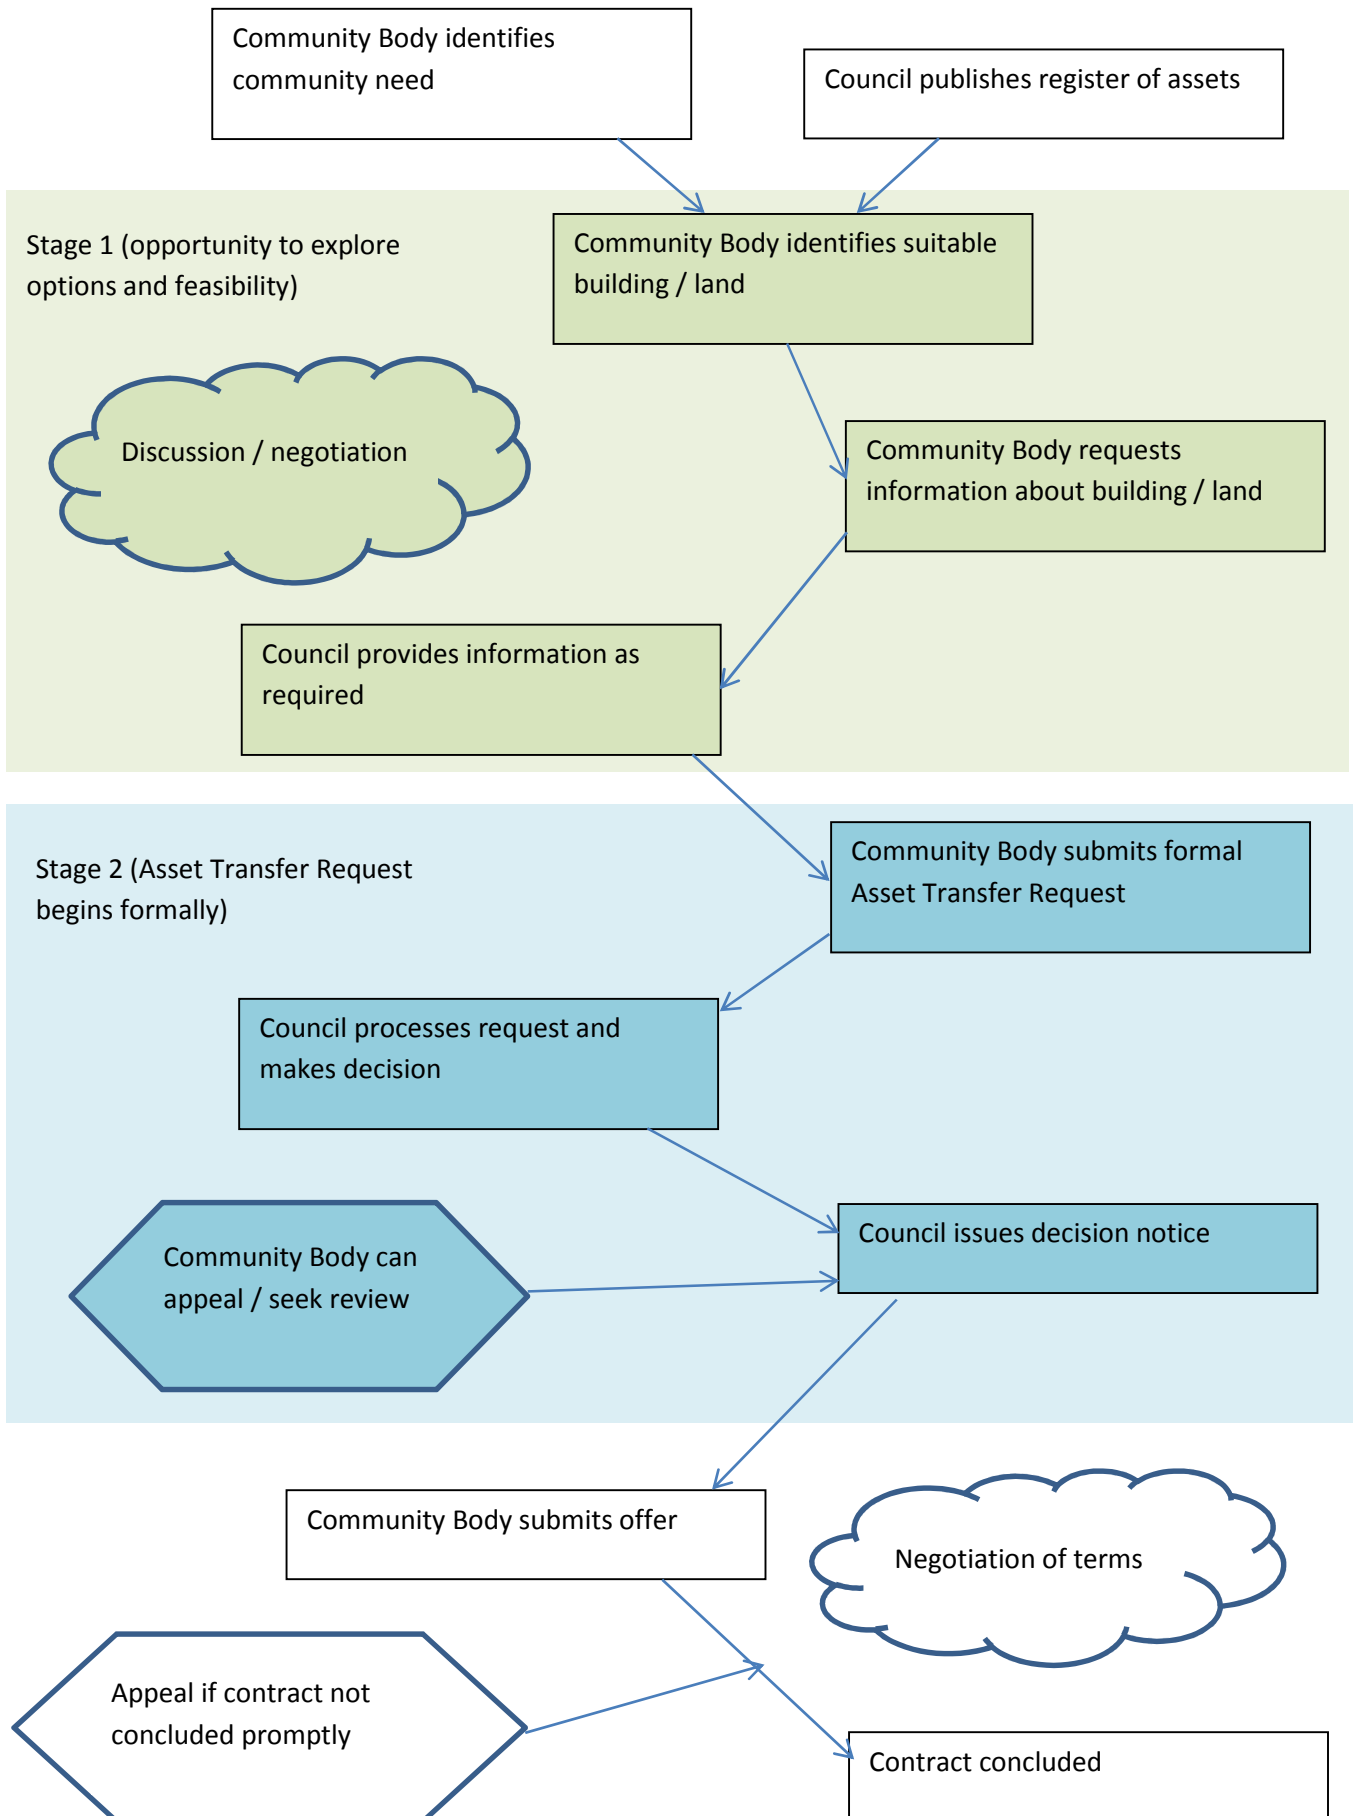 Community Body identifies
community need
Council publishes register of assets
Stage 1 (opportunity to explore
options and feasibility)
Community Body identifies suitable
building / land
Discussion / negotiation
Community Body requests
information about building / land
Council provides information as
required
Stage 2 (Asset Transfer Request
begins formally)
Community Body submits formal
Asset Transfer Request
Council processes request and
makes decision
Community Body can
appeal / seek review
Council issues decision notice
Community Body submits offer
Negotiation of terms
Appeal if contract not
concluded promptly
Contract concluded